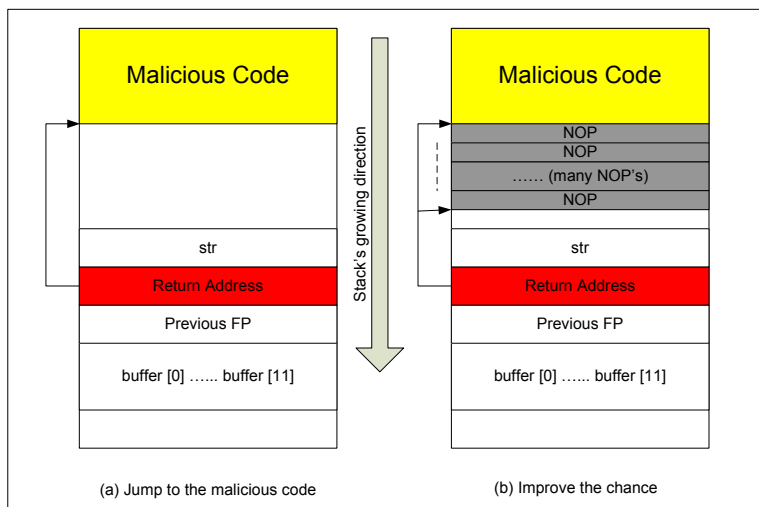 Malicious Code
str
Return Address
Previous FP
buffer [0] …... buffer [11]
(a) Jump to the malicious code
Stack's growing direction
Malicious Code
NOP
NOP
…... (many NOP's)
NOP
str
Return Address
Previous FP
buffer [0] …... buffer [11]
(b) Improve the chance